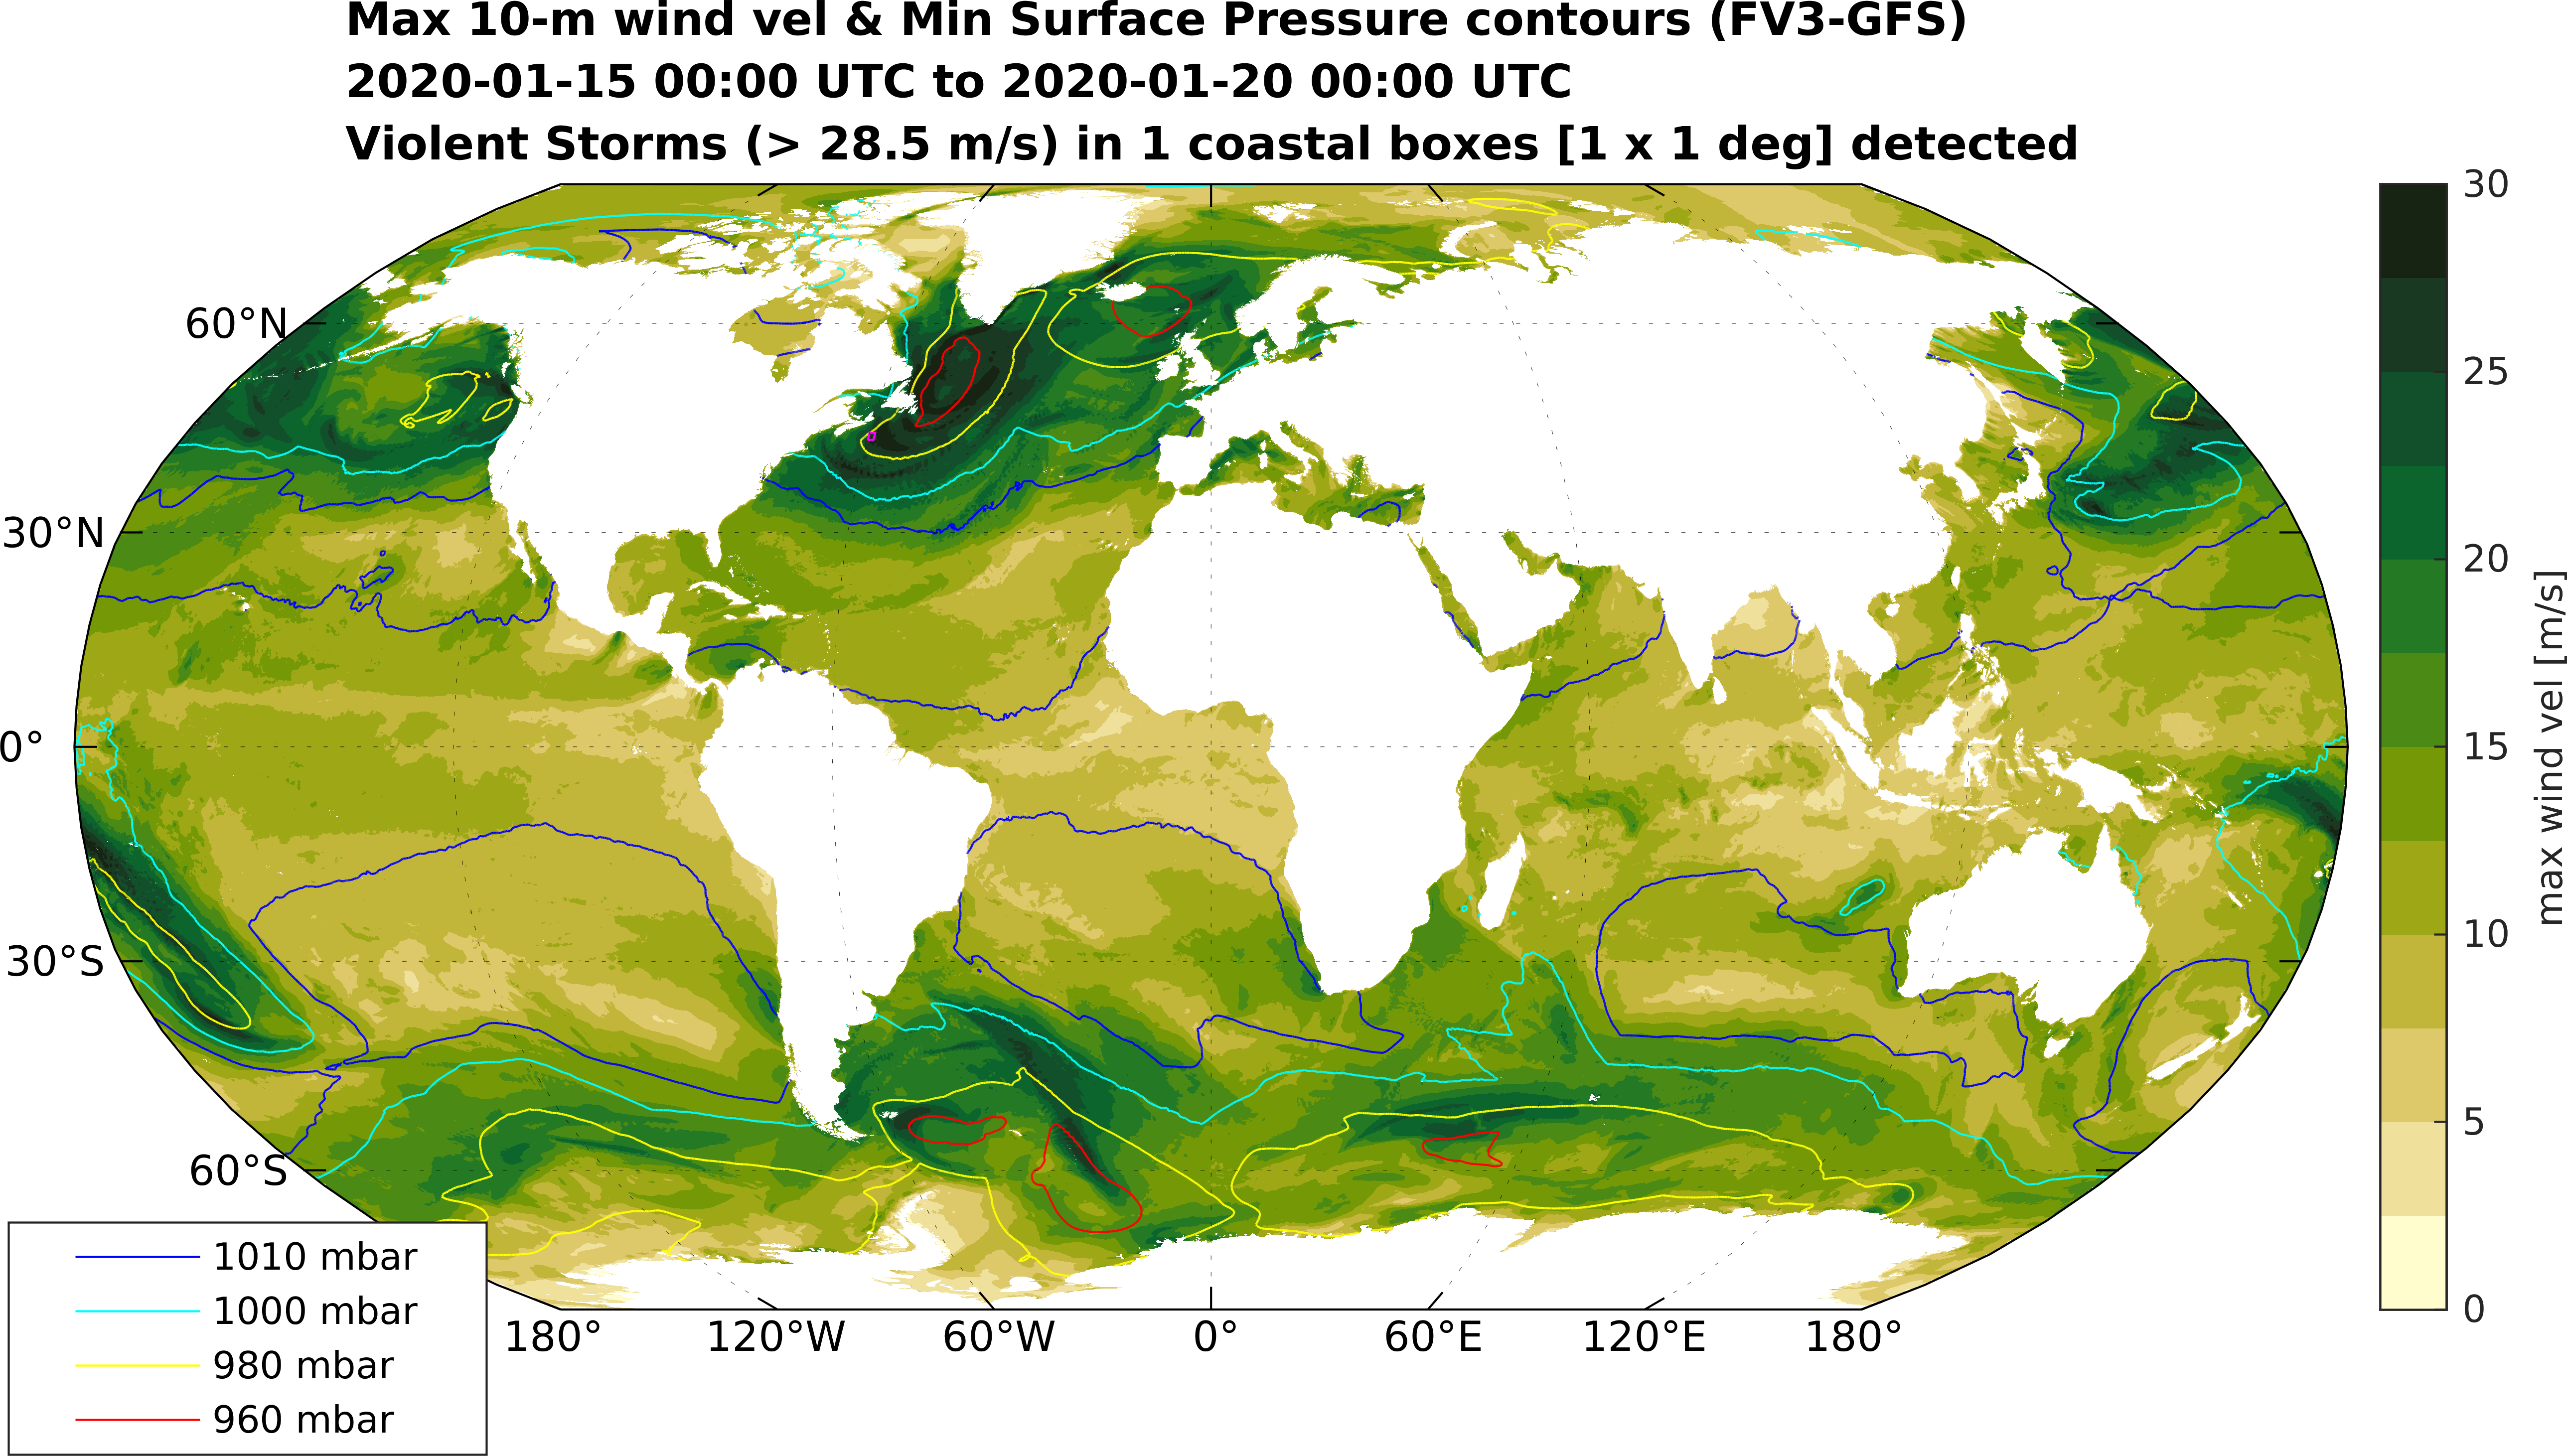 Max 10-m wind vel & Min Surface Pressure contours (FV3-GFS)
2020-01-15 00:00 UTC to 2020-01-20 00:00 UTC
Violent Storms (> 28.5 m/s) in 1 coastal boxes [1 x 1 deg] detected
60°N
30°N
0°
30°S
60°S
180°
120°W
60°W
0°
60°E
120°E
180°
1010 mbar
1000 mbar
980 mbar
960 mbar
30
25
20
15
10
5
0
max wind vel [m/s]